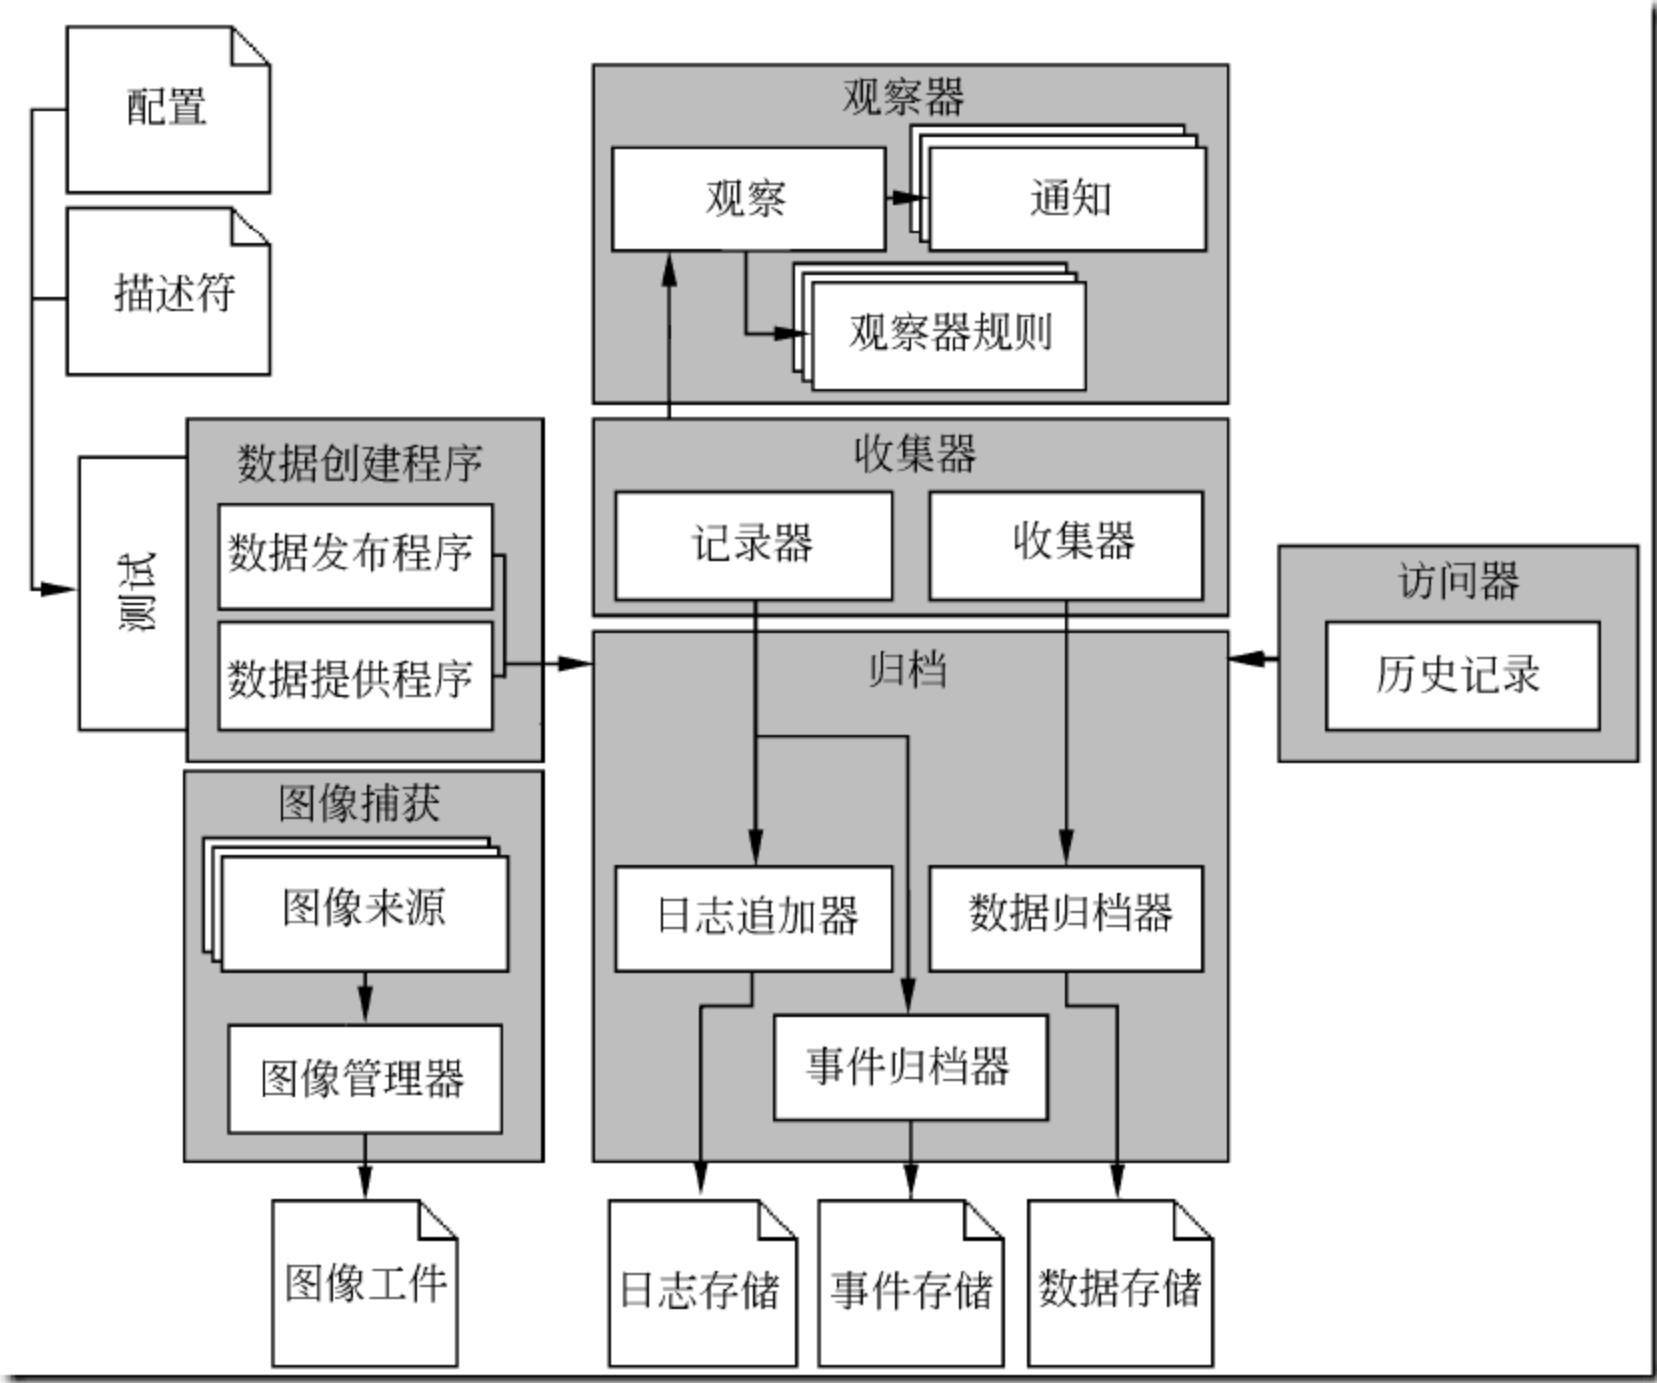 配置
描述符
测试
数据创建程序
数据发布程序
数据提供程序
图像捕获
图像来源
图像管理器
图像工件
观察器
观察
通知
观察器规则
收集器
记录器
收集器
归档
日志追加器
数据归档器
事件归档器
日志存储
事件存储
数据存储
访问器
历史记录